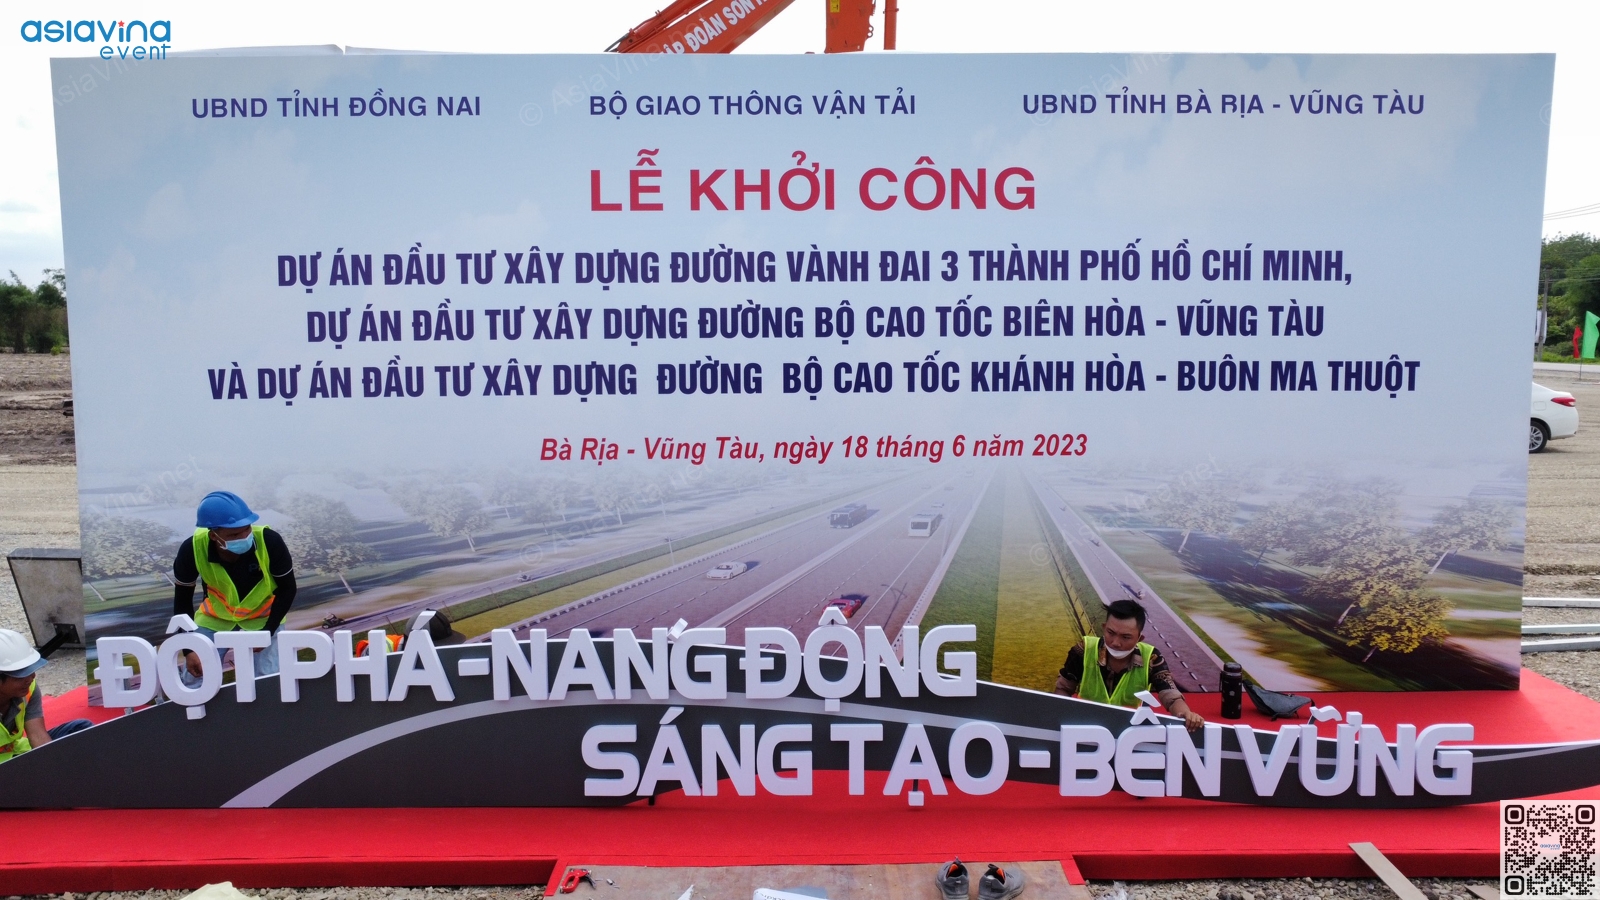 asiavina
event
ẬP ĐOÀN SƠN
UBND TỈNH ĐỒNG NAI
BỘ GIAO THÔNG VẬN TẢI
UBND TỈNH BÀ RỊA - VŨNG TÀU
LỄ KHỞI CÔNG
DỰ ÁN ĐẦU TƯ XÂY DỰNG ĐƯỜNG VÀNH ĐAI 3 THÀNH PHỐ HỒ CHÍ MINH,
DỰ ÁN ĐẦU TƯ XÂY DỰNG ĐƯỜNG BỘ CAO TỐC BIÊN HÒA - VŨNG TÀU
VÀ DỰ ÁN ĐẦU TƯ XÂY DỰNG ĐƯỜNG BỘ CAO TỐC KHÁNH HÒA - BUÔN MA THUỘT
Bà Rịa - Vũng Tàu, ngày 18 tháng 6 năm 2023
ĐỘT PHÁ - NĂNG ĐỘNG
SÁNG TẠO - BỀN VỮNG